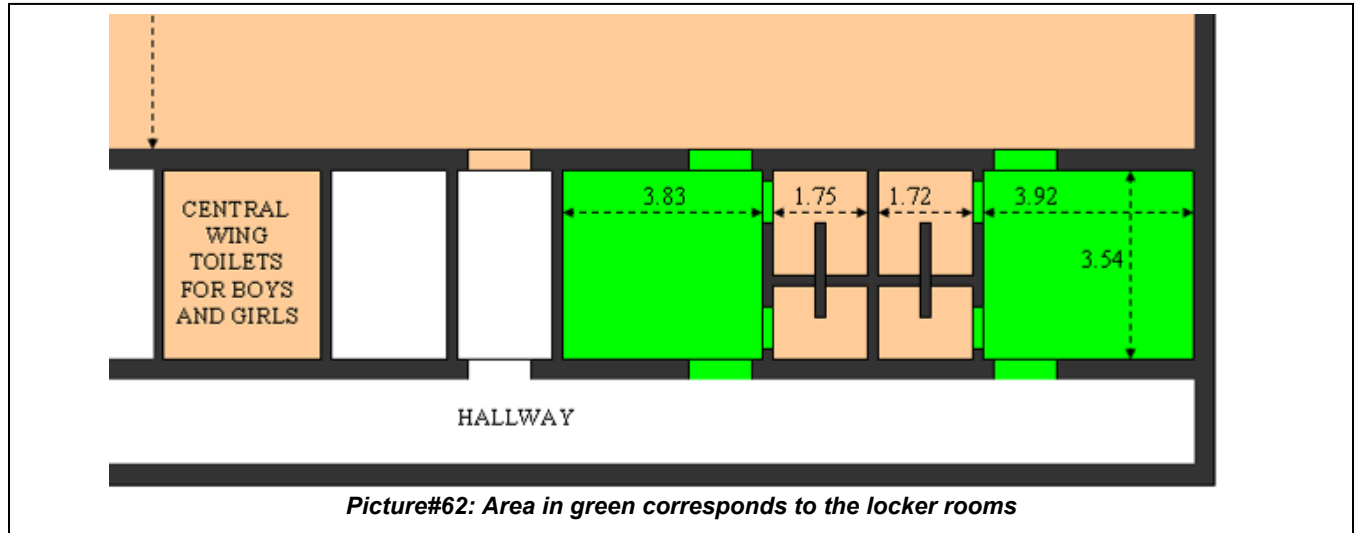 3.83
1.75
1.72
3.92
3.54
CENTRAL
WING
TOILETS
FOR BOYS
AND GIRLS
HALLWAY
Picture#62: Area in green corresponds to the locker rooms